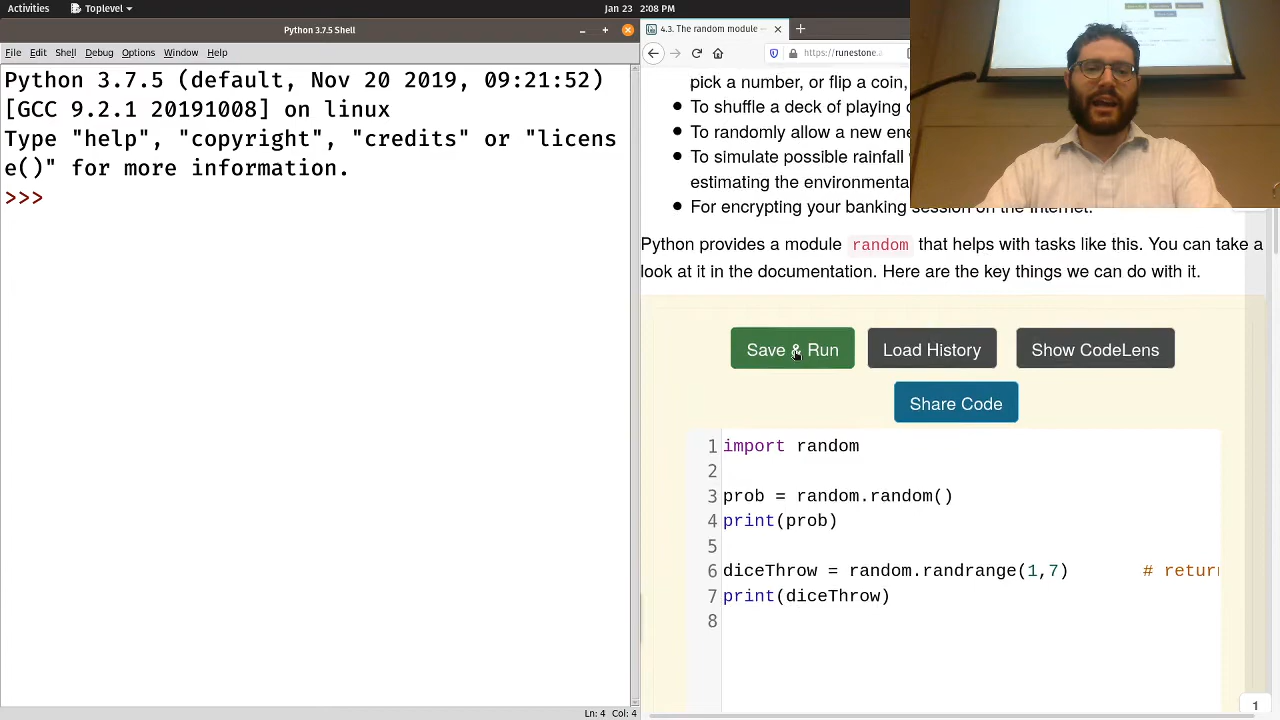 Activities
Toplevel
Jan 23 2:08 PM
Python 3.7.5 Shell
File Edit Shell Debug Options Window Help
Python 3.7.5 (default, Nov 20 2019, 09:21:52)
[GCC 9.2.1 20191008] on linux
Type "help", "copyright", "credits" or "licens
e()" for more information.
>>>
Ln: 4 Col: 4
4.3. The random module —
https://runestone.a
pick a number, or flip a coin,
To shuffle a deck of playing
To randomly allow a new
To simulate possible rainfall
estimating the
For encrypting your banking session on the Internet.
Python provides a module random that helps with tasks like this. You can take a
look at it in the documentation. Here are the key things we can do with it.
Save & Run
Load History
Show CodeLens
Share Code
1 import random
2
3 prob = random.random()
4 print(prob)
5
6 diceThrow = random.randrange(1,7) # return
7 print(diceThrow)
8
1